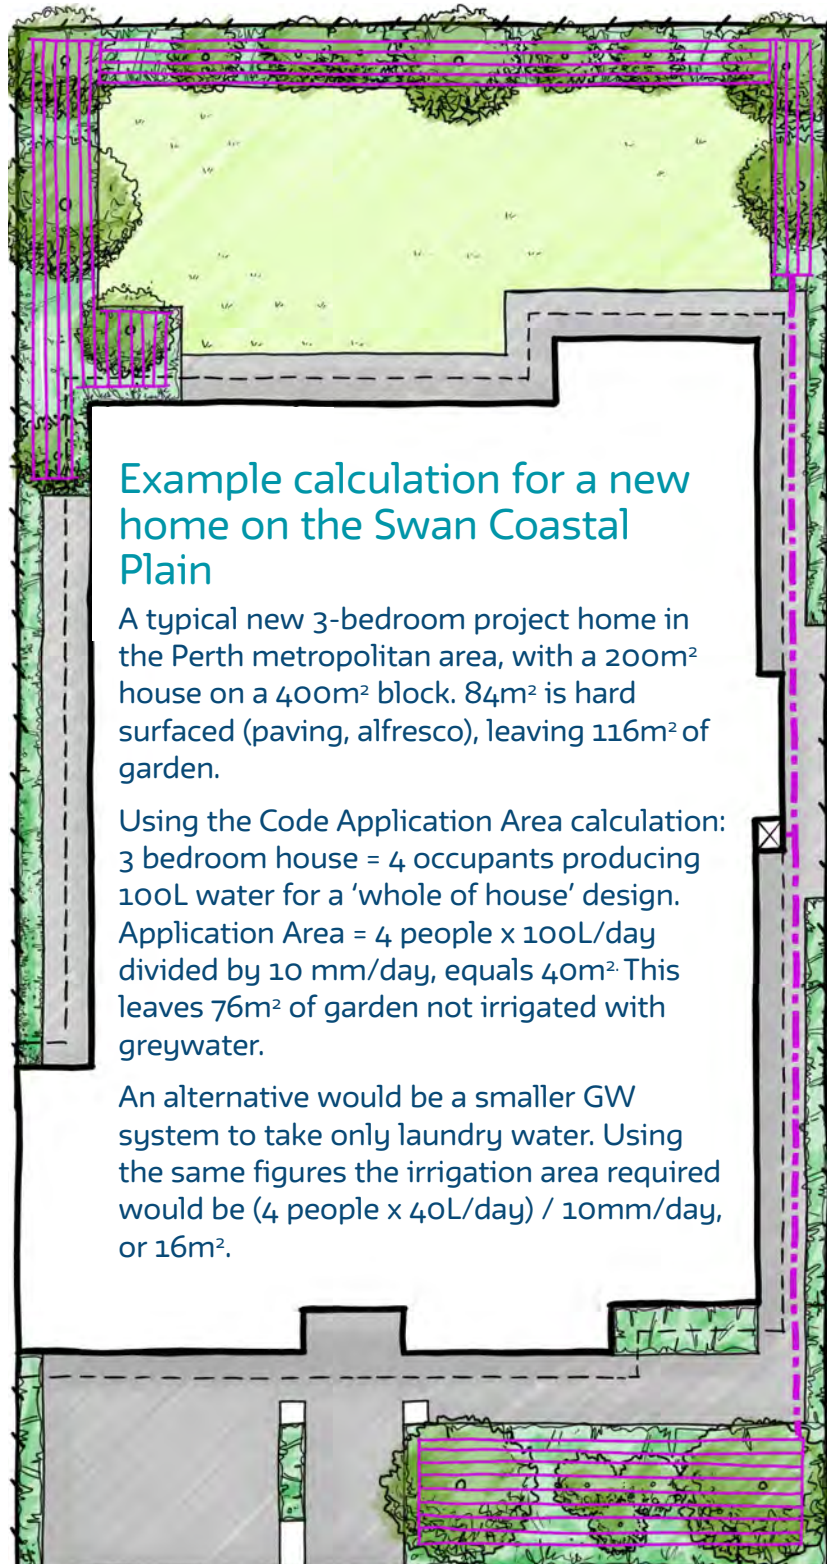 Example calculation for a new
home on the Swan Coastal
Plain
A typical new 3-bedroom project home in
the Perth metropolitan area, with a 200m²
house on a 400m² block. 84m² is hard
surfaced (paving, alfresco), leaving 116m² of
garden.
Using the Code Application Area calculation:
3 bedroom house = 4 occupants producing
100L water for a ‘whole of house’ design.
Application Area = 4 people x 100L/day
divided by 10 mm/day, equals 40m². This
leaves 76m² of garden not irrigated with
greywater.
An alternative would be a smaller GW
system to take only laundry water. Using
the same figures the irrigation area required
would be (4 people x 40L/day) / 10mm/day,
or 16m².